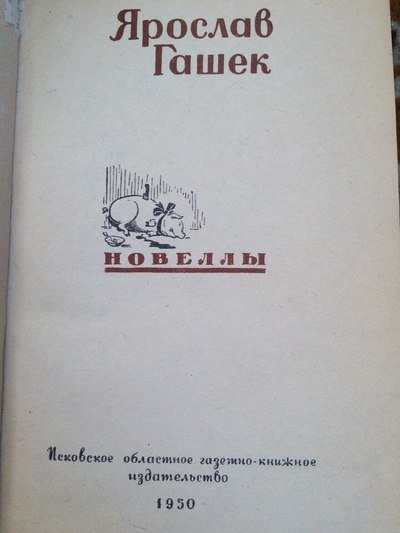 Ярослав
Гашек
НОВЕЛЛЫ
Псковское областное газетно-книжное
издательство
1950